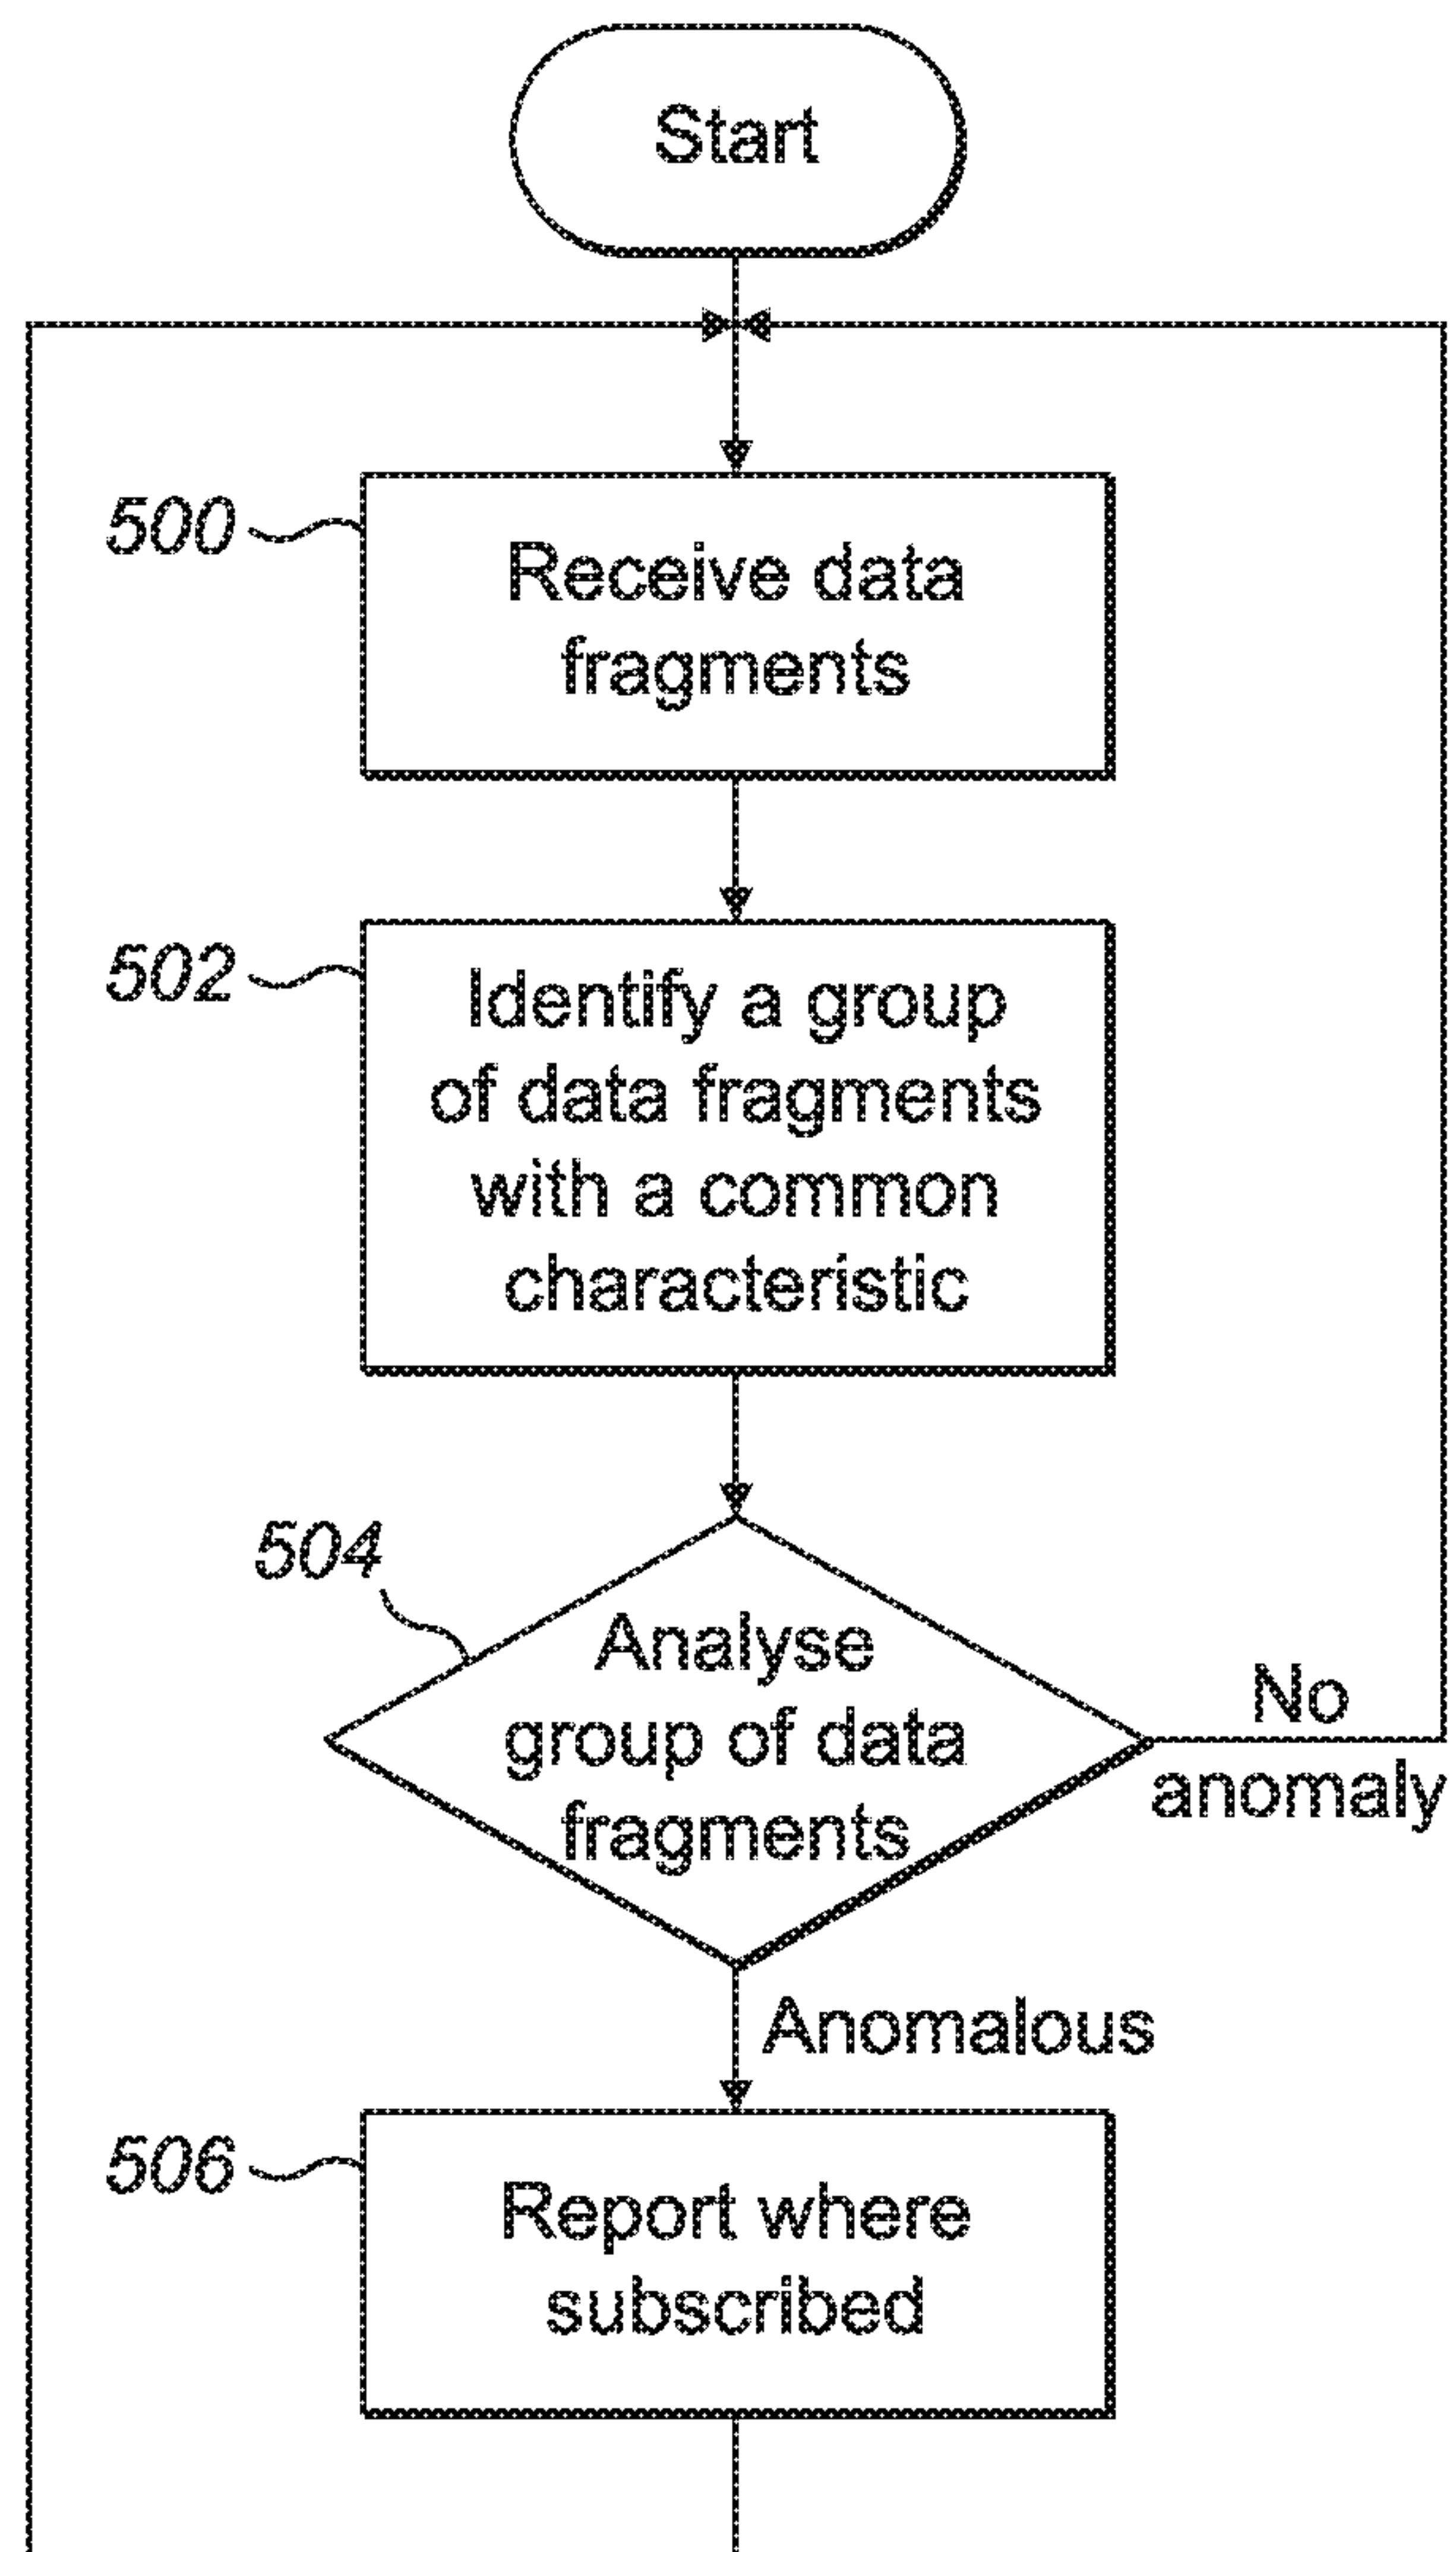 Start
500
Receive data
fragments
502
Identify a group
of data fragments
with a common
characteristic
504
Analyse
group of data
fragments
No
anomaly
Anomalous
506
Report where
subscribed